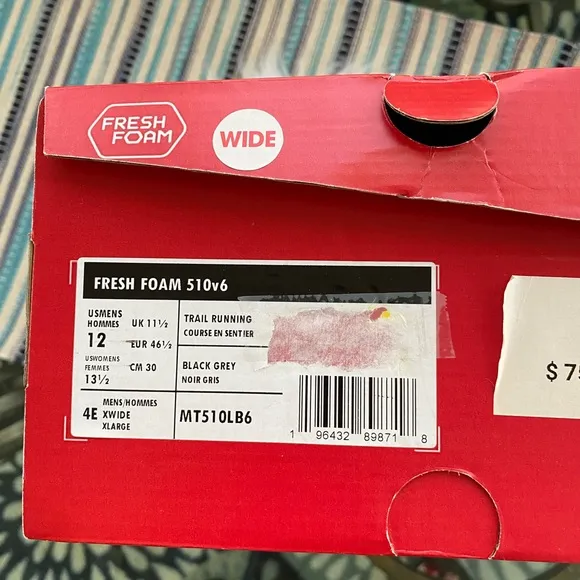 FRESH
FOAM
WIDE
FRESH FOAM 510v6
USMENS
HOMMES
12
USWOMENS
FEMMES
13½
UK 11½
EUR 46½
CM 30
TRAIL RUNNING
COURSE EN SENTIER
BLACK GREY
NOIR GRIS
4E
MENS/HOMMES
XWIDE
XLARGE
MT510LB6
1 96432 89871 8